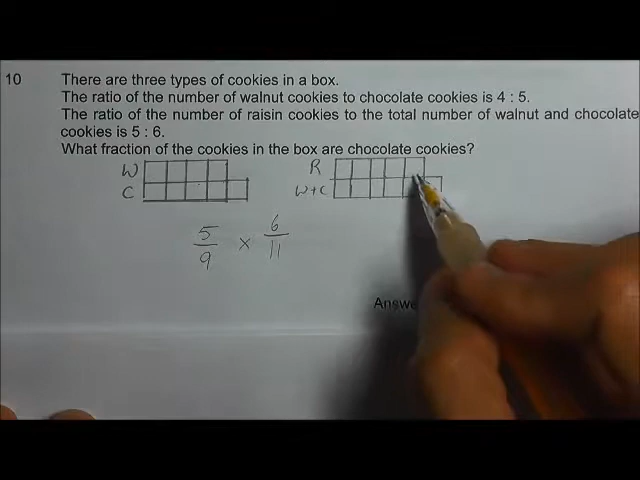 10 There are three types of cookies in a box.
The ratio of the number of walnut cookies to chocolate cookies is 4 : 5.
The ratio of the number of raisin cookies to the total number of walnut and chocolate
cookies is 5 : 6.
What fraction of the cookies in the box are chocolate cookies?
W R
C W+C
5/9 × 6/11
Answe